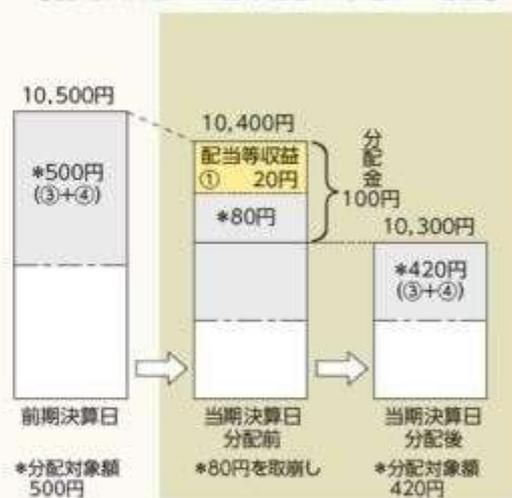 10,500円
*500円
(③+④)
10,400円
配当等収益
① 20円
*80円
分配金
100円
10,300円
*420円
(③+④)
前期決算日
当期決算日
分配前
当期決算日
分配後
*分配対象額
500円
*80円を取崩し
*分配対象額
420円